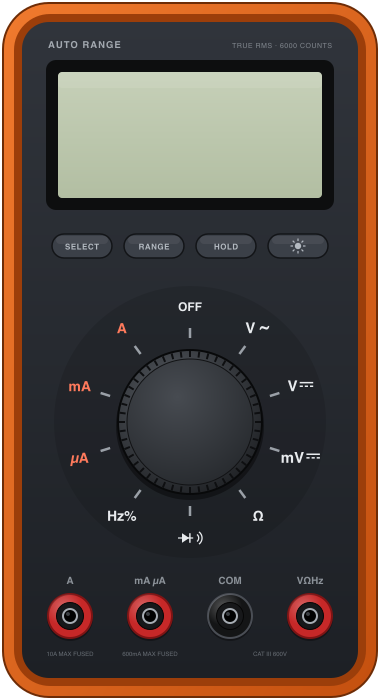 AUTO RANGE TRUE RMS · 6000 COUNTS
SELECT RANGE HOLD
OFF
A V ~
mA V⎓
µA mV⎓
Hz% Ω
A mA µA COM VΩHz
10A MAX FUSED 600mA MAX FUSED CAT III 600V